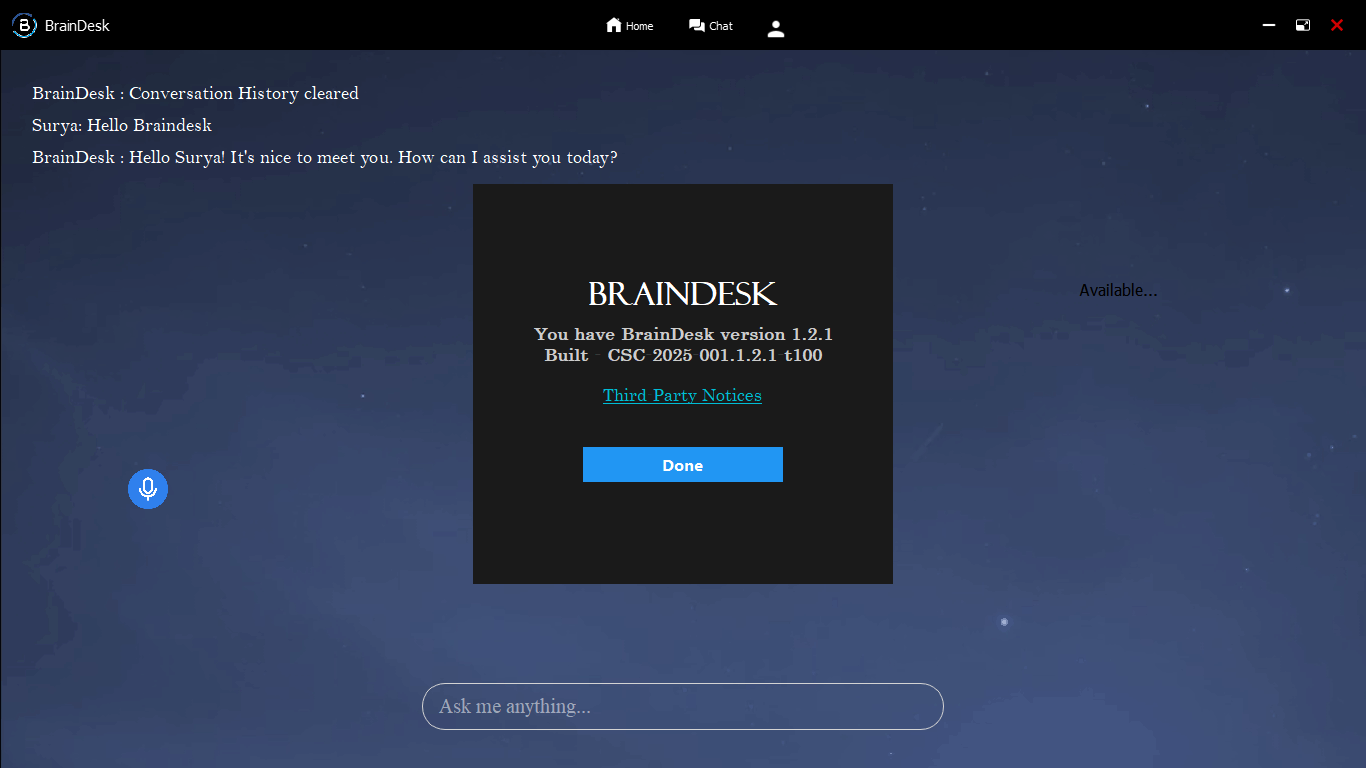 BrainDesk
Home
Chat
BrainDesk : Conversation History cleared
Surya: Hello Braindesk
BrainDesk : Hello Surya! It's nice to meet you. How can I assist you today?
BRAINDESK
You have BrainDesk version 1.2.1
Built - CSC-2025-001.1.2.1-t100
Third Party Notices
Done
Available...
Ask me anything...